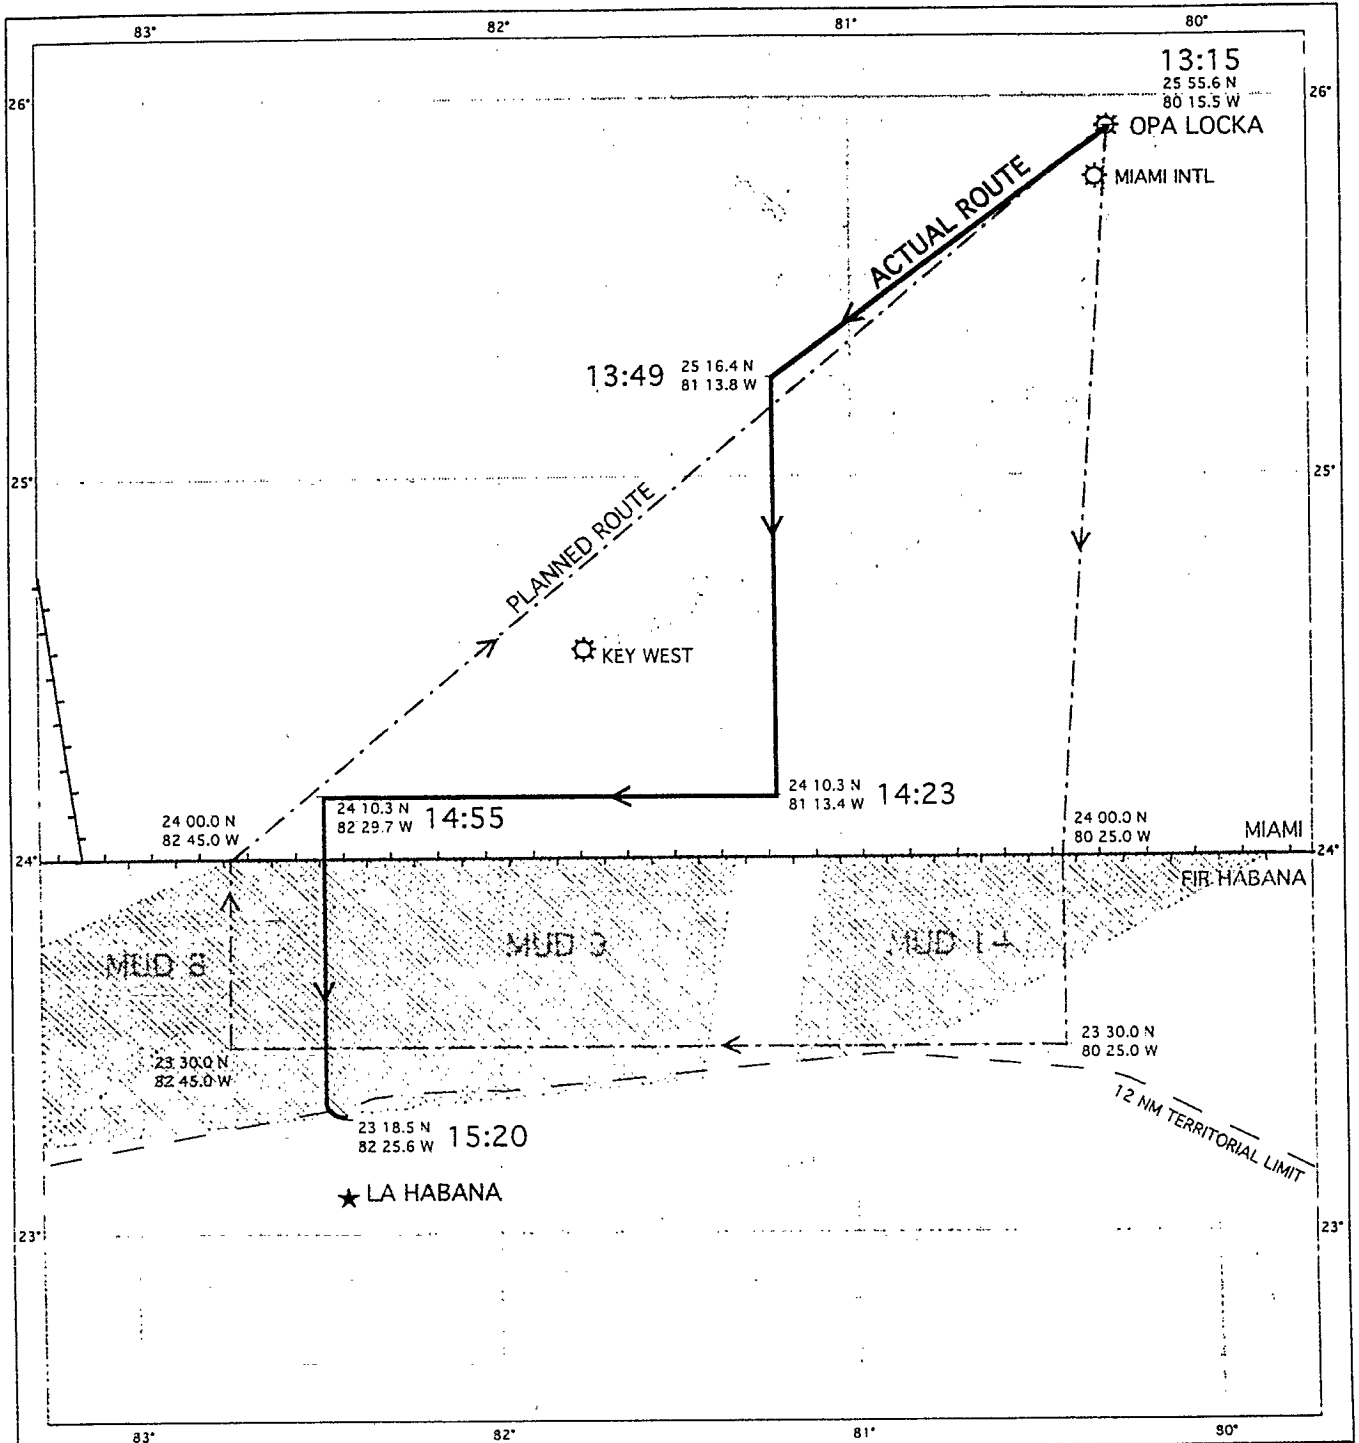 83°
82°
81°
80°
13:15
25 55.6 N
80 15.5 W
26°
26°
OPA LOCKA
MIAMI INTL
ACTUAL ROUTE
13:49
25 16.4 N
81 13.8 W
25°
25°
PLANNED ROUTE
KEY WEST
24 10.3 N
81 13.4 W
14:23
24 10.3 N
82 29.7 W
14:55
24 00.0 N
82 45.0 W
24 00.0 N
80 25.0 W
MIAMI
24°
24°
FIR HABANA
MUD
MUD 3
MUD 1
23 30.0 N
82 45.0 W
23 30.0 N
80 25.0 W
12 NM TERRITORIAL LIMIT
23 18.5 N
82 25.6 W
15:20
LA HABANA
23°
23°
83°
82°
81°
80°